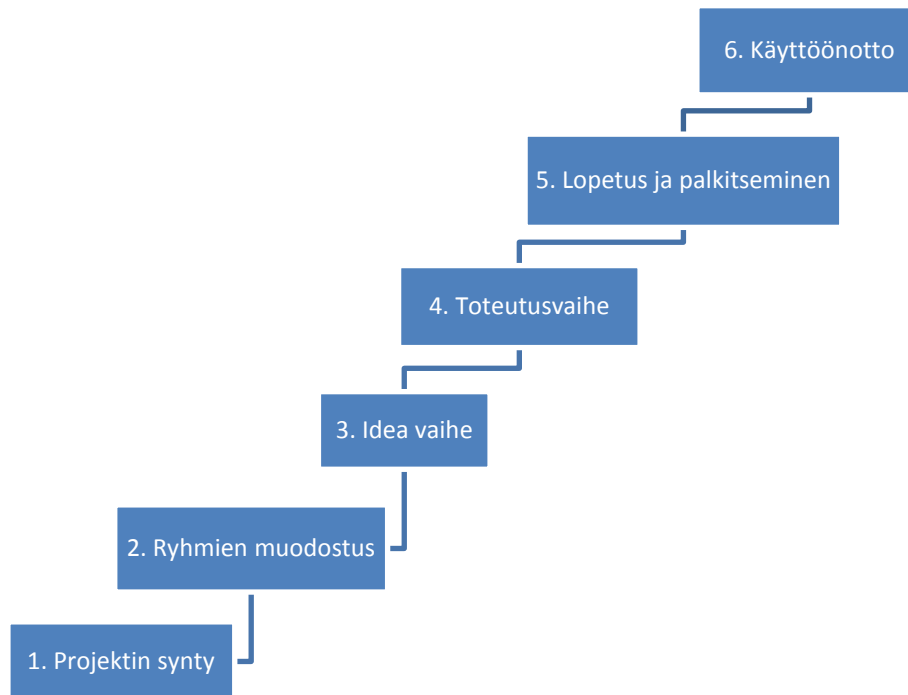 6. Käyttöönotto
5. Lopetus ja palkitseminen
4. Toteutusvaihe
3. Idea vaihe
2. Ryhmien muodostus
1. Projektin synty